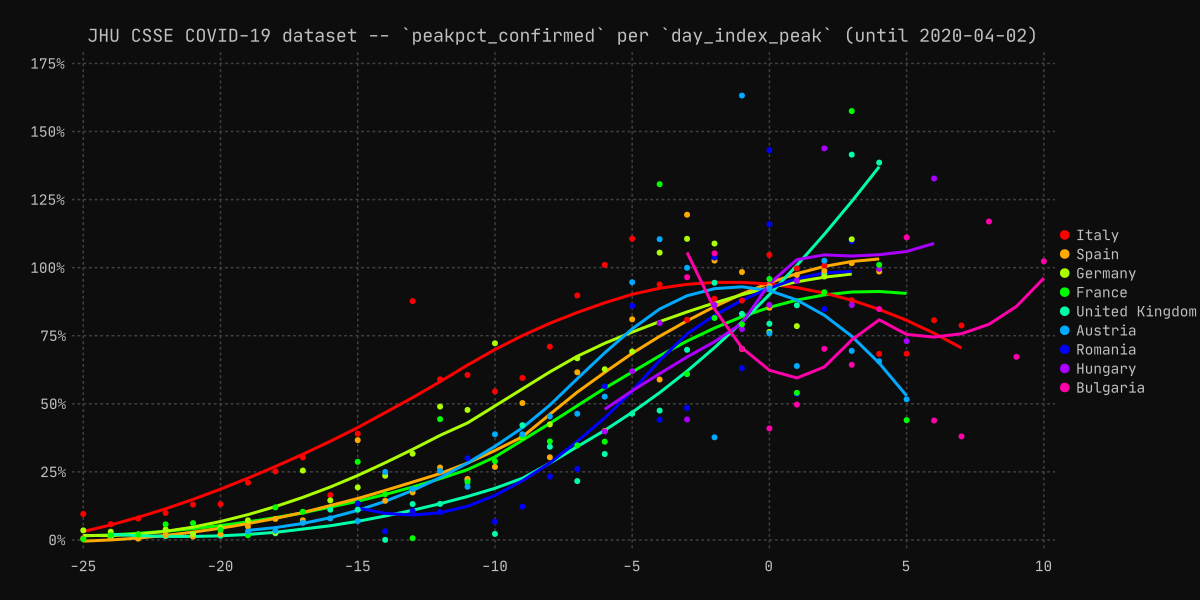 JHU CSSE COVID-19 dataset -- `peakpct_confirmed` per `day_index_peak` (until 2020-04-02)
175%
150%
125%
100%
75%
50%
25%
0%
-25 -20 -15 -10 -5 0 5 10
Italy
Spain
Germany
France
United Kingdom
Austria
Romania
Hungary
Bulgaria